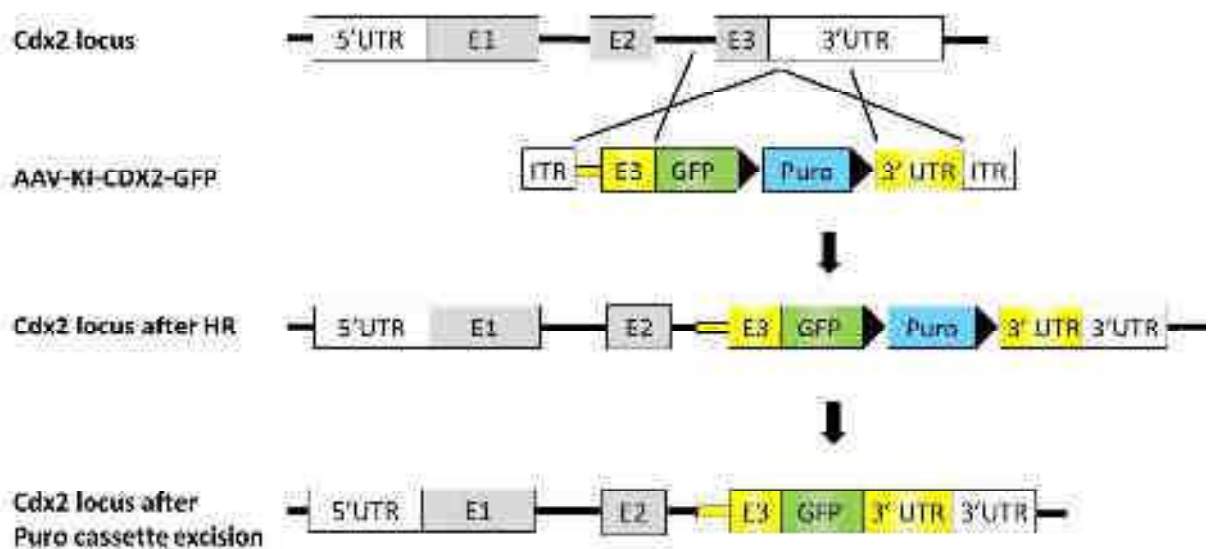 Cdx2 locus
5'UTR E1 E2 E3 3'UTR
AAV-KI-CDX2-GFP
ITR E3 GFP Puro 3' UTR ITR
Cdx2 locus after HR
5'UTR E1 E2 E3 GFP Puro 3' UTR 3'UTR
Cdx2 locus after
Puro cassette excision
5'UTR E1 E2 E3 GFP 3' UTR 3'UTR